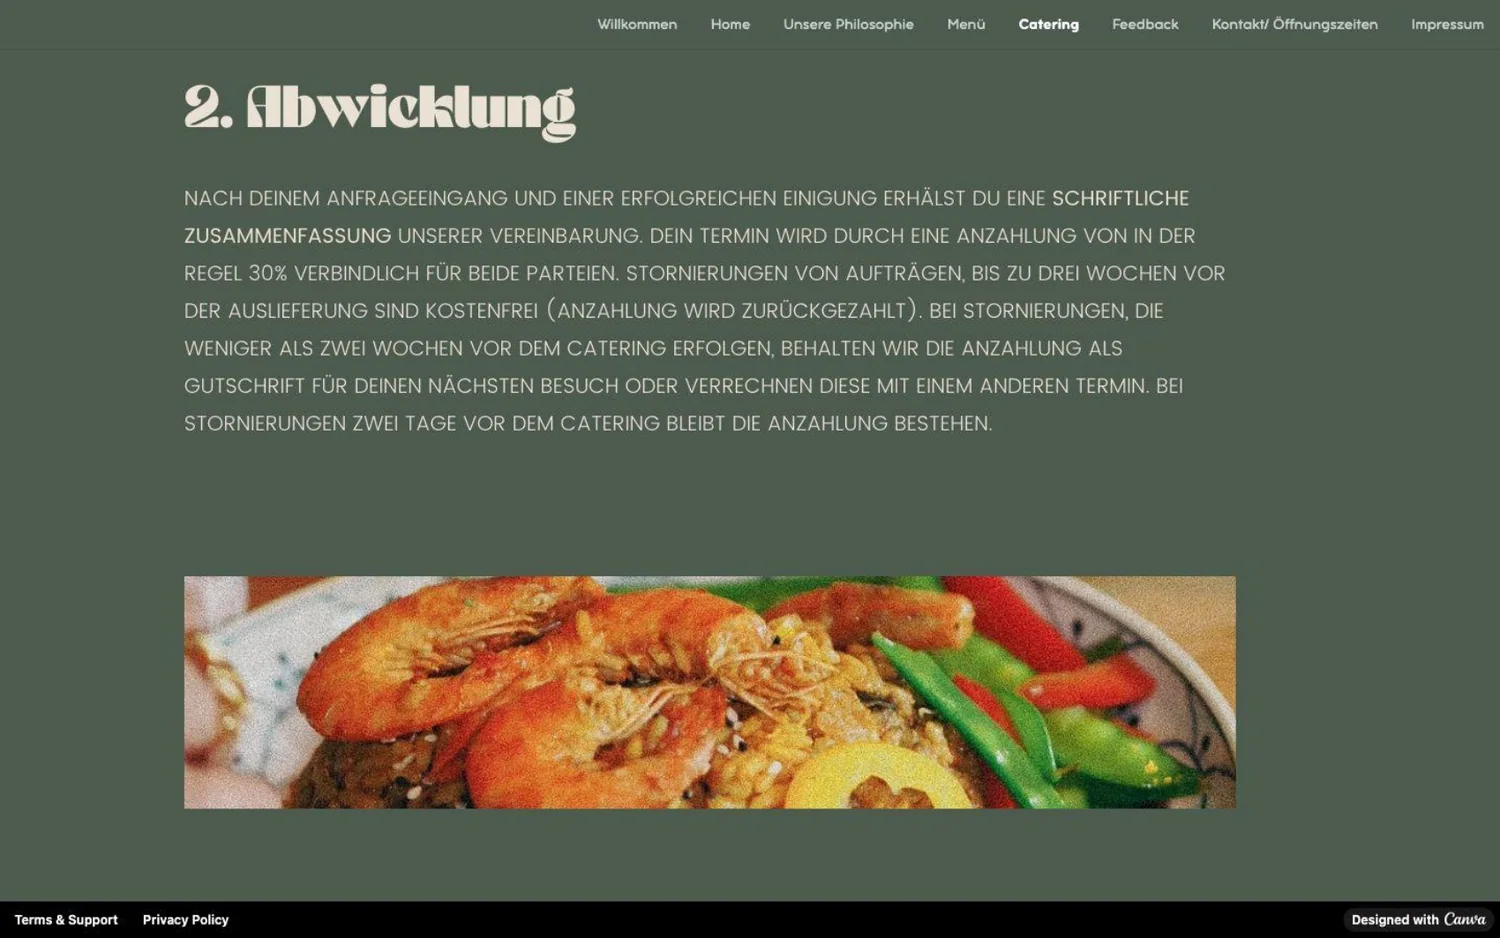 Willkommen Home Unsere Philosophie Menü Catering Feedback Kontakt/ Öffnungszeiten Impressum
2. Abwicklung
NACH DEINEM ANFRAGEEINGANG UND EINER ERFOLGREICHEN EINIGUNG ERHÄLST DU EINE SCHRIFTLICHE
ZUSAMMENFASSUNG UNSERER VEREINBARUNG. DEIN TERMIN WIRD DURCH EINE ANZAHLUNG VON IN DER
REGEL 30% VERBINDLICH FÜR BEIDE PARTEIEN. STORNIERUNGEN VON AUFTRÄGEN, BIS ZU DREI WOCHEN VOR
DER AUSLIEFERUNG SIND KOSTENFREI (ANZAHLUNG WIRD ZURÜCKGEZAHLT). BEI STORNIERUNGEN, DIE
WENIGER ALS ZWEI WOCHEN VOR DEM CATERING ERFOLGEN, BEHALTEN WIR DIE ANZAHLUNG ALS
GUTSCHRIFT FÜR DEINEN NÄCHSTEN BESUCH ODER VERRECHNEN DIESE MIT EINEM ANDEREN TERMIN. BEI
STORNIERUNGEN ZWEI TAGE VOR DEM CATERING BLEIBT DIE ANZAHLUNG BESTEHEN.
Terms & Support Privacy Policy Designed with Canva